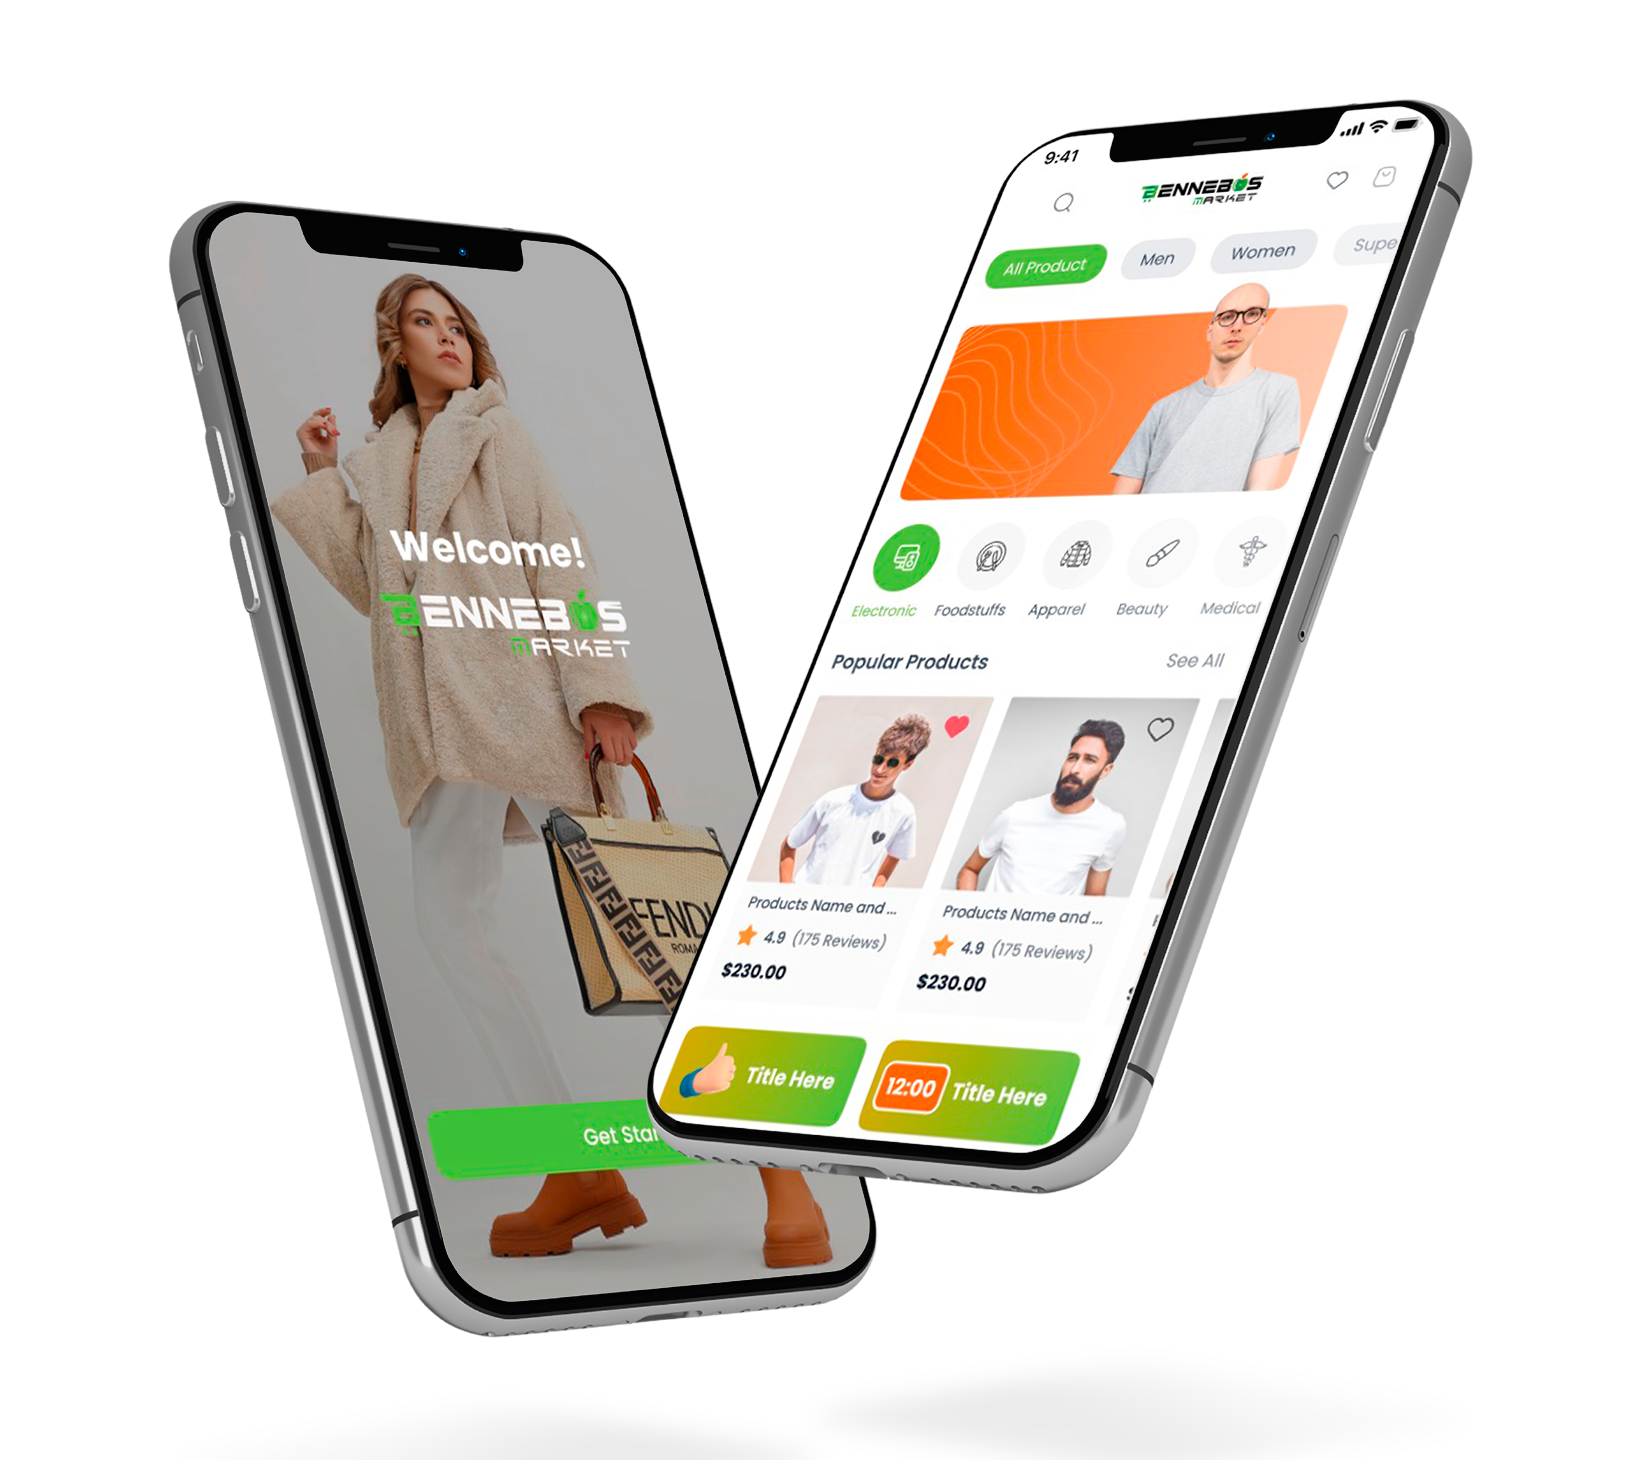 Welcome!
BENNEBOS
MARKET
FENDI
ROMA
Get Star
9:41
BENNEBOS
MARKET
All Product
Men
Women
Supe
Electronic
Foodstuffs
Apparel
Beauty
Medical
Popular Products
See All
Products Name and ...
4.9 (175 Reviews)
$230.00
Products Name and ...
4.9 (175 Reviews)
$230.00
Title Here
12:00
Title Here